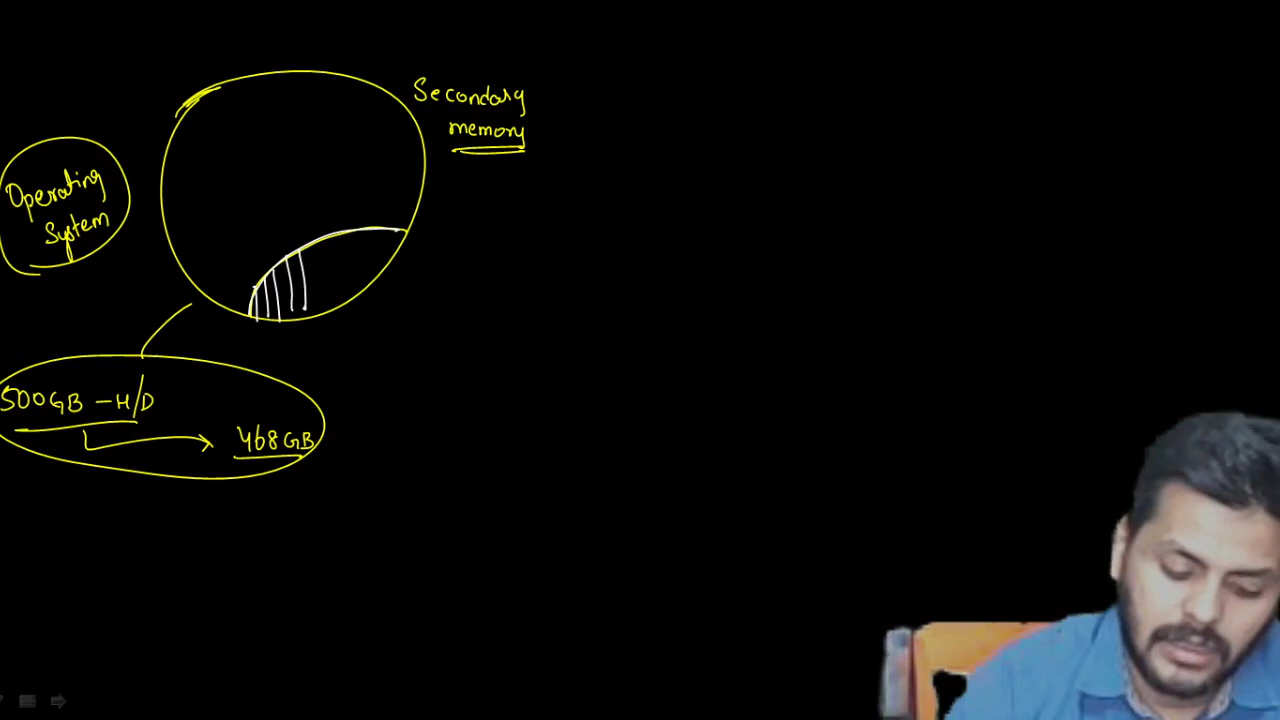 Secondary
memory
Operating
System
500GB - H/D
468GB